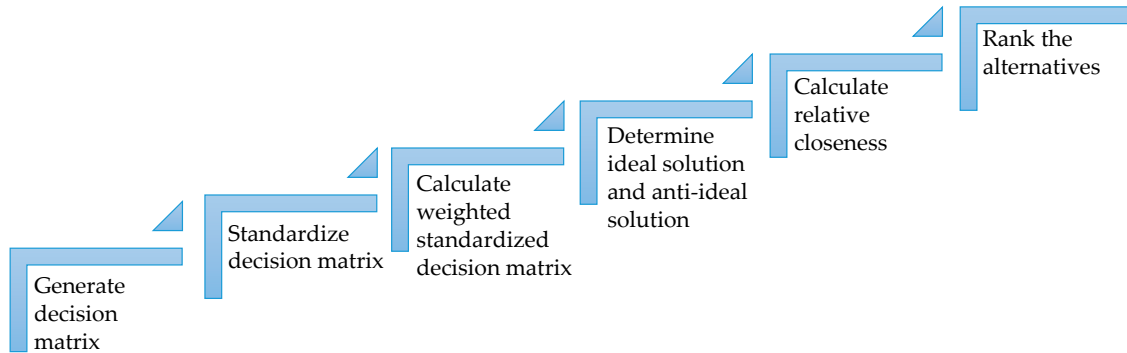 Generate
decision
matrix
Standardize
decision matrix
Calculate
weighted
standardized
decision matrix
Determine
ideal solution
and anti-ideal
solution
Calculate
relative
closeness
Rank the
alternatives